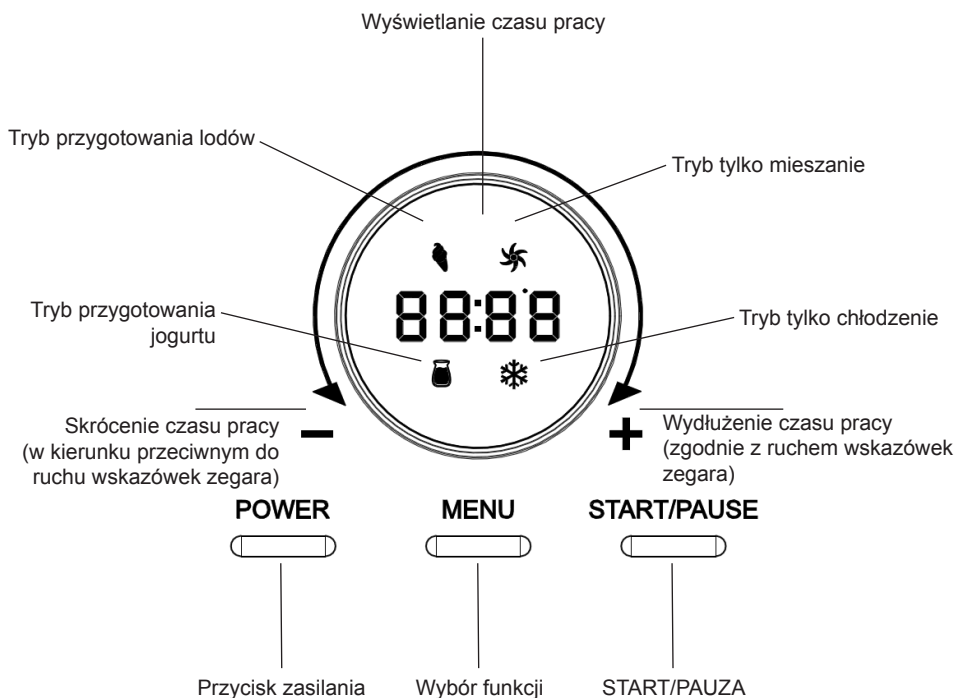 Wyświetlanie czasu pracy
Tryb przygotowania lodów
Tryb tylko mieszanie
88:88
Tryb przygotowania
jogurtu
Tryb tylko chłodzenie
Skrócenie czasu pracy
(w kierunku przeciwnym do
ruchu wskazówek zegara)
−
+
Wydłużenie czasu pracy
(zgodnie z ruchem wskazówek
zegara)
POWER
MENU
START/PAUSE
Przycisk zasilania
Wybór funkcji
START/PAUZA